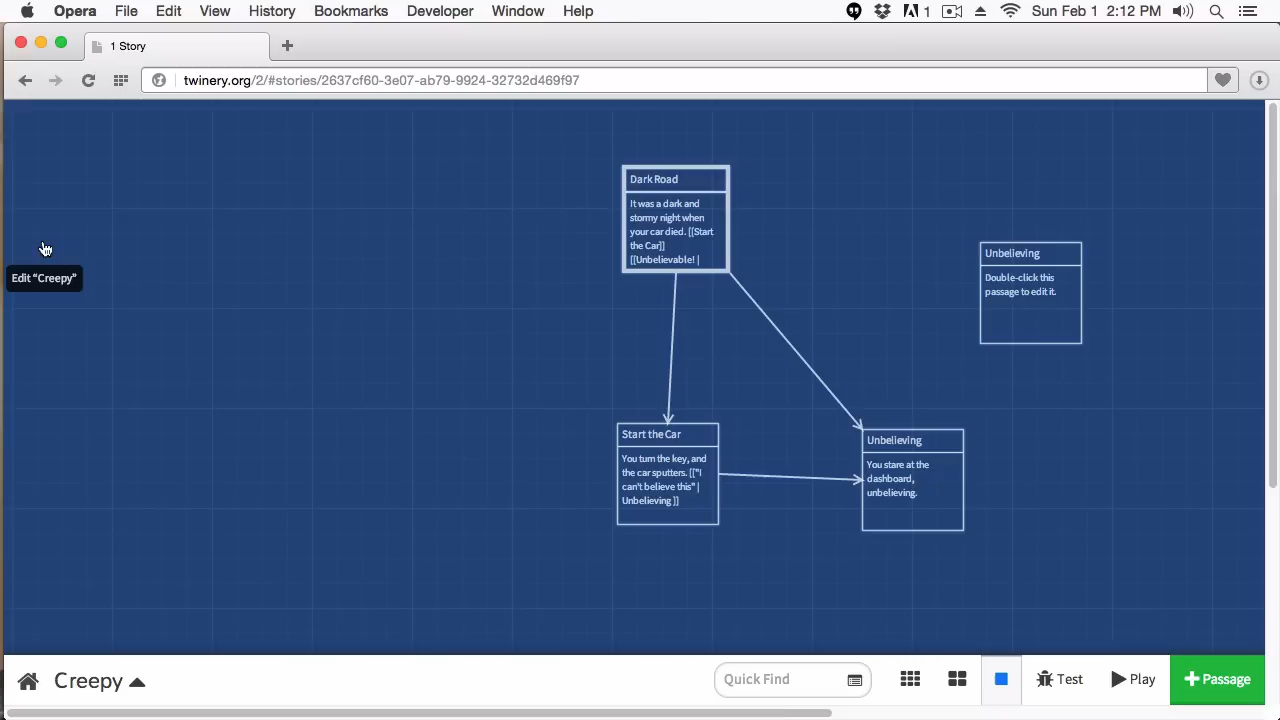 Opera File Edit View History Bookmarks Developer Window Help 1 Sun Feb 1 2:12 PM
1 Story
twinery.org/2/#stories/2637cf60-3e07-ab79-9924-32732d469f97
Dark Road
It was a dark and
stormy night when
your car died. [[Start
the Car]]
[[Unbelievable! |
Unbelieving
Double-click this
passage to edit it.
Edit “Creepy”
Start the Car
You turn the key, and
the car sputters. [["I
can't believe this" |
Unbelieving ]]
Unbelieving
You stare at the
dashboard,
unbelieving.
Creepy
Quick Find
Test
Play
+Passage